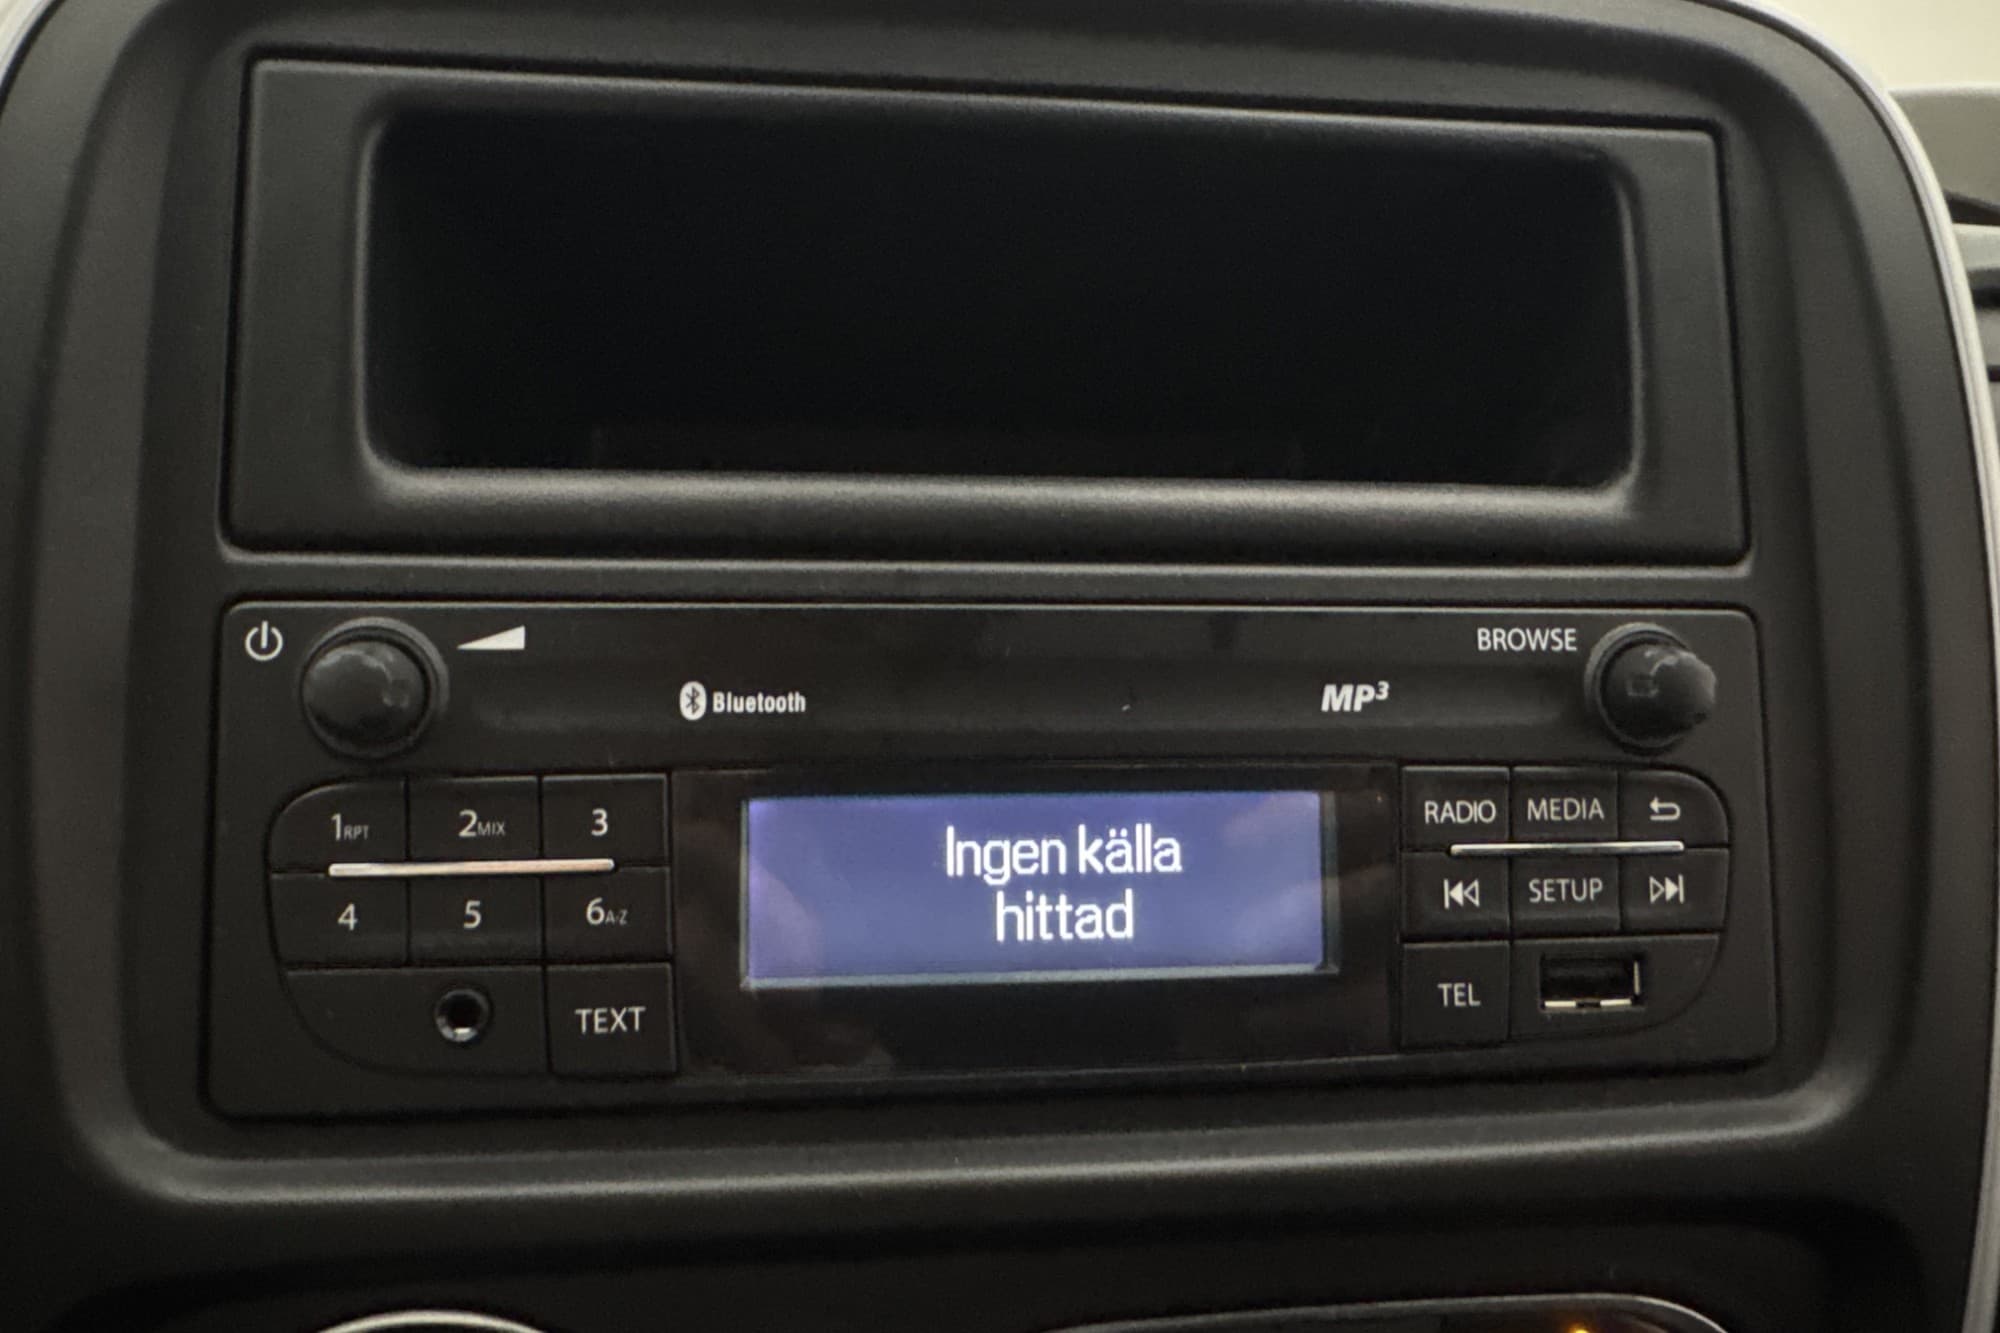 BROWSE
Bluetooth
MP3
1RPT 2MIX 3
Ingen källa
hittad
RADIO MEDIA
4 5 6A-Z
SETUP
TEXT
TEL